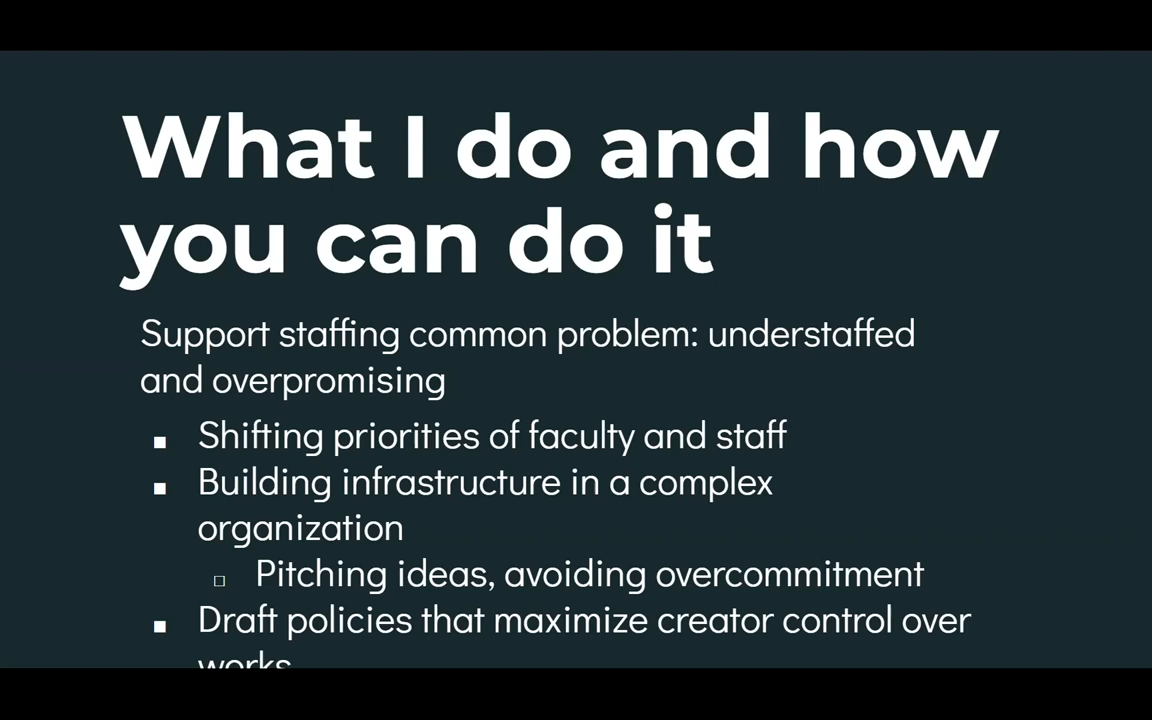 What I do and how
you can do it
Support staffing common problem: understaffed
and overpromising
Shifting priorities of faculty and staff
Building infrastructure in a complex
organization
Pitching ideas, avoiding overcommitment
Draft policies that maximize creator control over
works